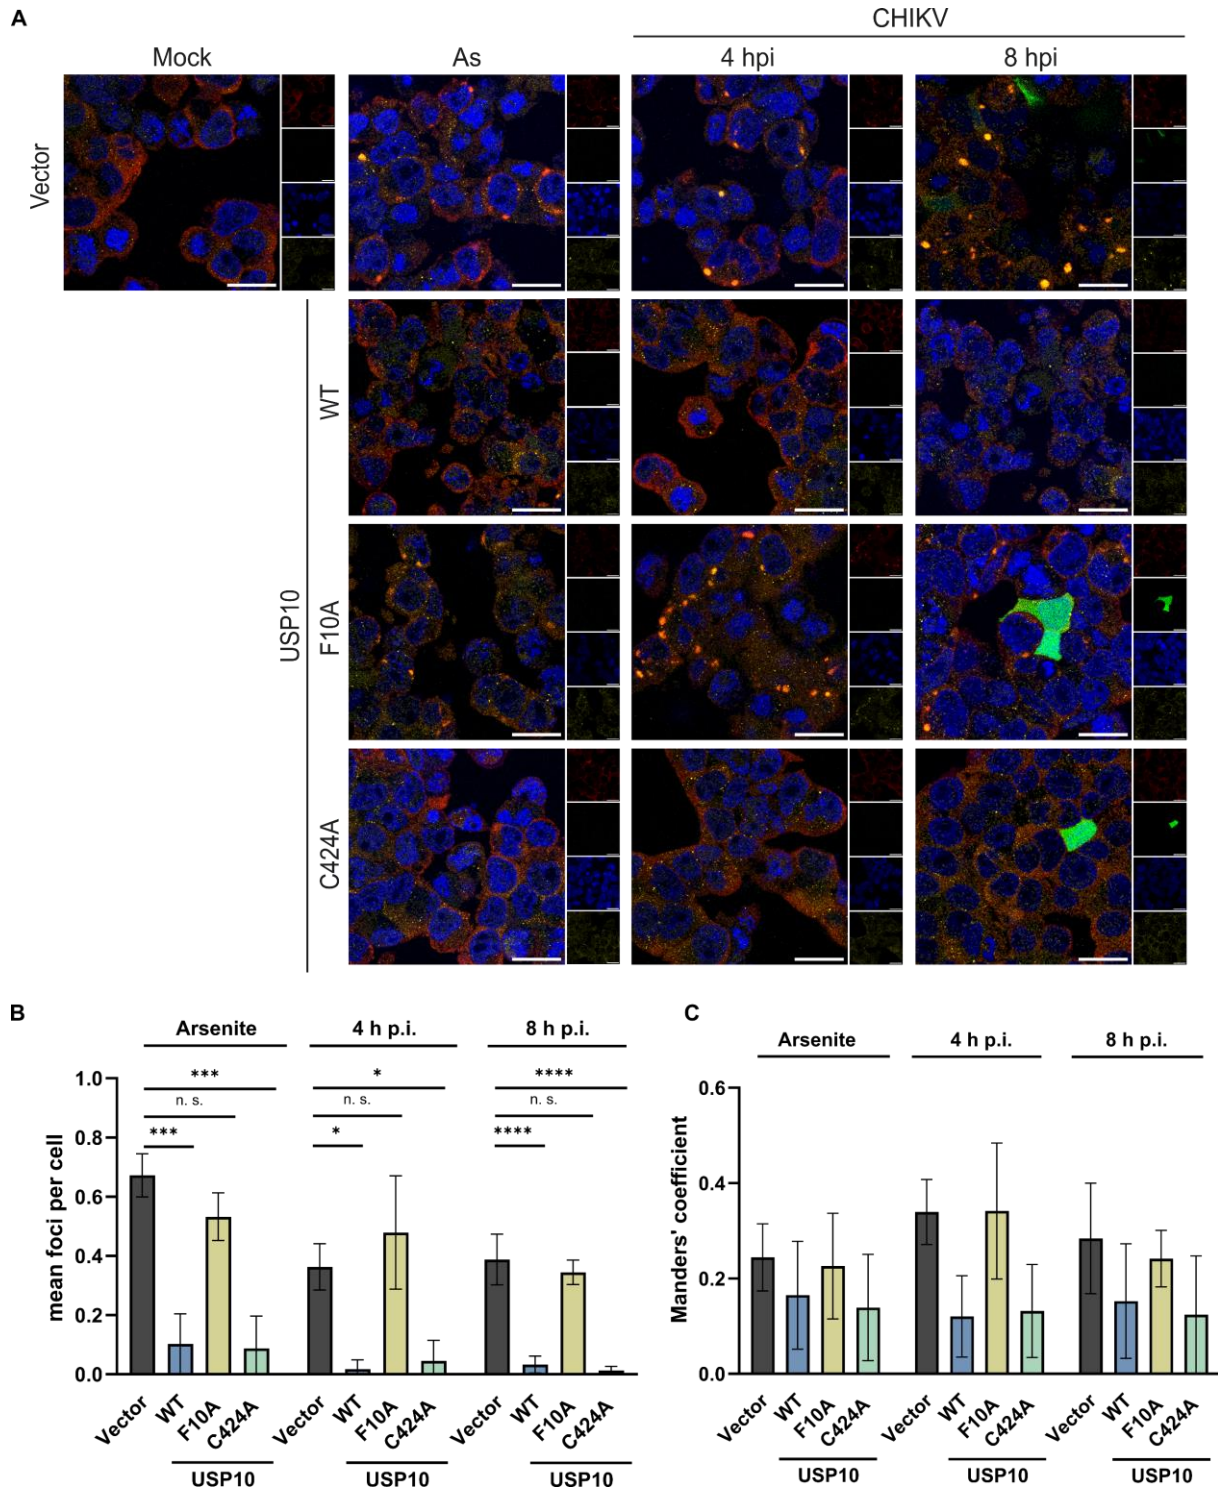 A
CHIKV
Mock As 4 hpi 8 hpi
Vector
USP10
WT
F10A
C424A
B
Arsenite 4 h p.i. 8 h p.i.
*** * ****
n. s. n. s. n. s.
*** * ****
mean foci per cell
1.0
0.8
0.6
0.4
0.2
0.0
Vector WT F10A C424A Vector WT F10A C424A Vector WT F10A C424A
USP10 USP10 USP10
C
Arsenite 4 h p.i. 8 h p.i.
Manders' coefficient
0.6
0.4
0.2
0.0
Vector WT F10A C424A Vector WT F10A C424A Vector WT F10A C424A
USP10 USP10 USP10